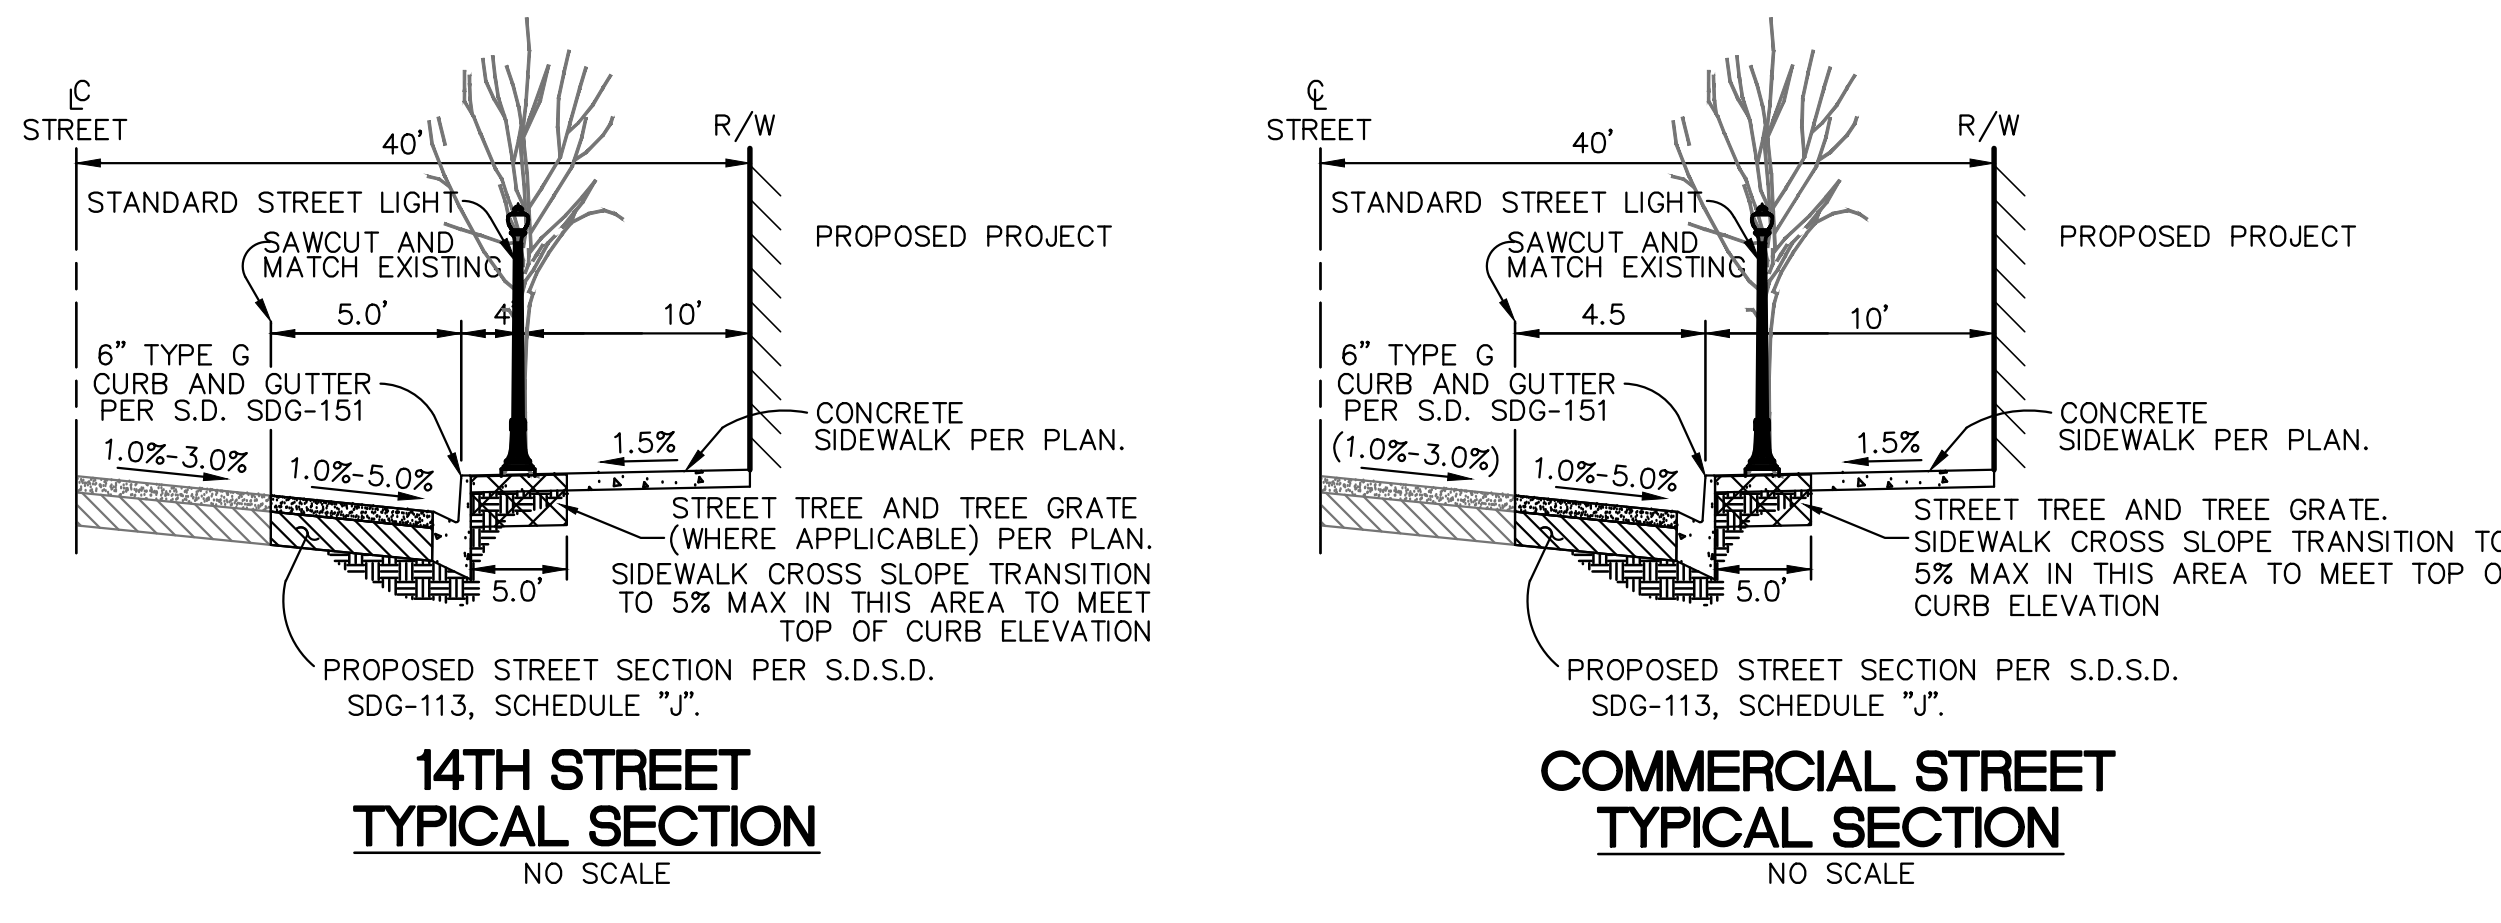 ℄
STREET
40'
R/W
STANDARD STREET LIGHT
SAWCUT AND
MATCH EXISTING
PROPOSED PROJECT
5.0'
4'
10'
6" TYPE G
CURB AND GUTTER
PER S.D. SDG-151
CONCRETE
SIDEWALK PER PLAN.
1.0%-3.0%
1.0%-5.0%
1.5%
STREET TREE AND TREE GRATE
(WHERE APPLICABLE) PER PLAN.
SIDEWALK CROSS SLOPE TRANSITION
TO 5% MAX IN THIS AREA TO MEET
TOP OF CURB ELEVATION
5.0'
PROPOSED STREET SECTION PER S.D.S.D.
SDG-113, SCHEDULE "J".
14TH STREET
TYPICAL SECTION
NO SCALE
℄
STREET
40'
R/W
STANDARD STREET LIGHT
SAWCUT AND
MATCH EXISTING
PROPOSED PROJECT
4.5
10'
6" TYPE G
CURB AND GUTTER
PER S.D. SDG-151
CONCRETE
SIDEWALK PER PLAN.
(1.0%-3.0%)
1.0%-5.0%
1.5%
STREET TREE AND TREE GRATE.
SIDEWALK CROSS SLOPE TRANSITION TO
5% MAX IN THIS AREA TO MEET TOP O
CURB ELEVATION
5.0'
PROPOSED STREET SECTION PER S.D.S.D.
SDG-113, SCHEDULE "J".
COMMERCIAL STREET
TYPICAL SECTION
NO SCALE